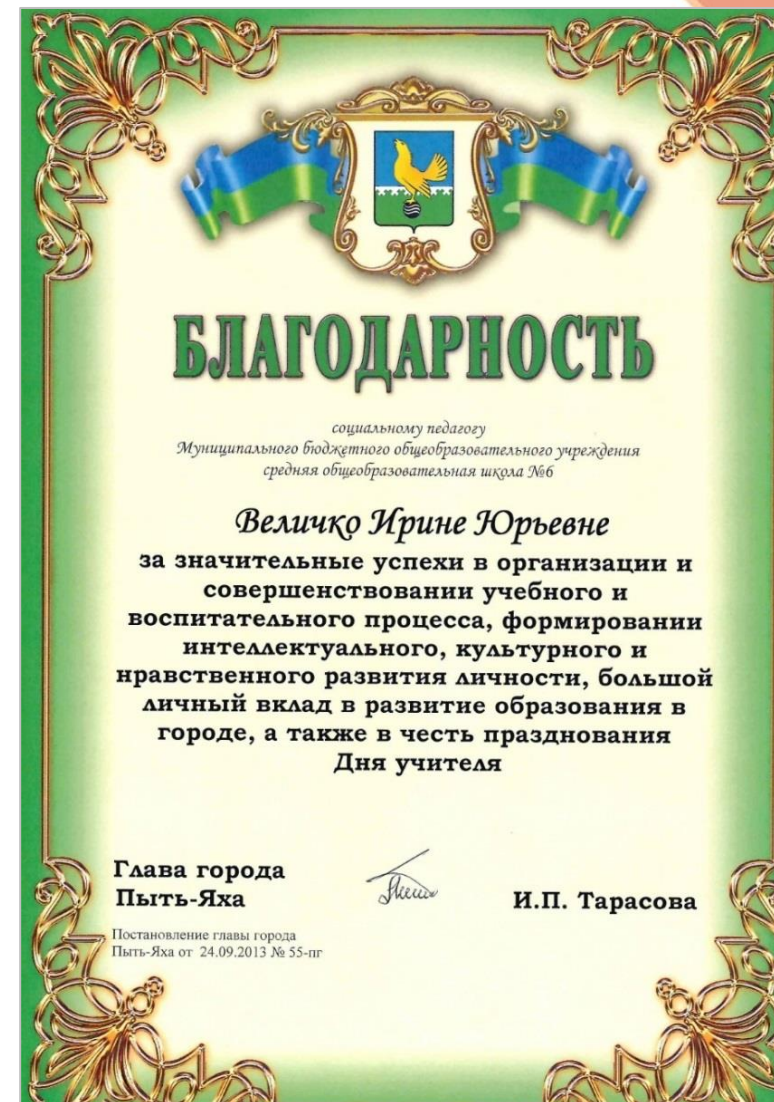 БЛАГОДАРНОСТЬ
социальному педагогу
Муниципального бюджетного общеобразовательного учреждения
средняя общеобразовательная школа №6
Величко Ирине Юрьевне
за значительные успехи в организации и
совершенствовании учебного и
воспитательного процесса, формировании
интеллектуального, культурного и
нравственного развития личности, большой
личный вклад в развитие образования в
городе, а также в честь празднования
Дня учителя
Глава города
Пыть-Яха
И.П. Тарасова
Постановление главы города
Пыть-Яха от 24.09.2013 № 55-пг